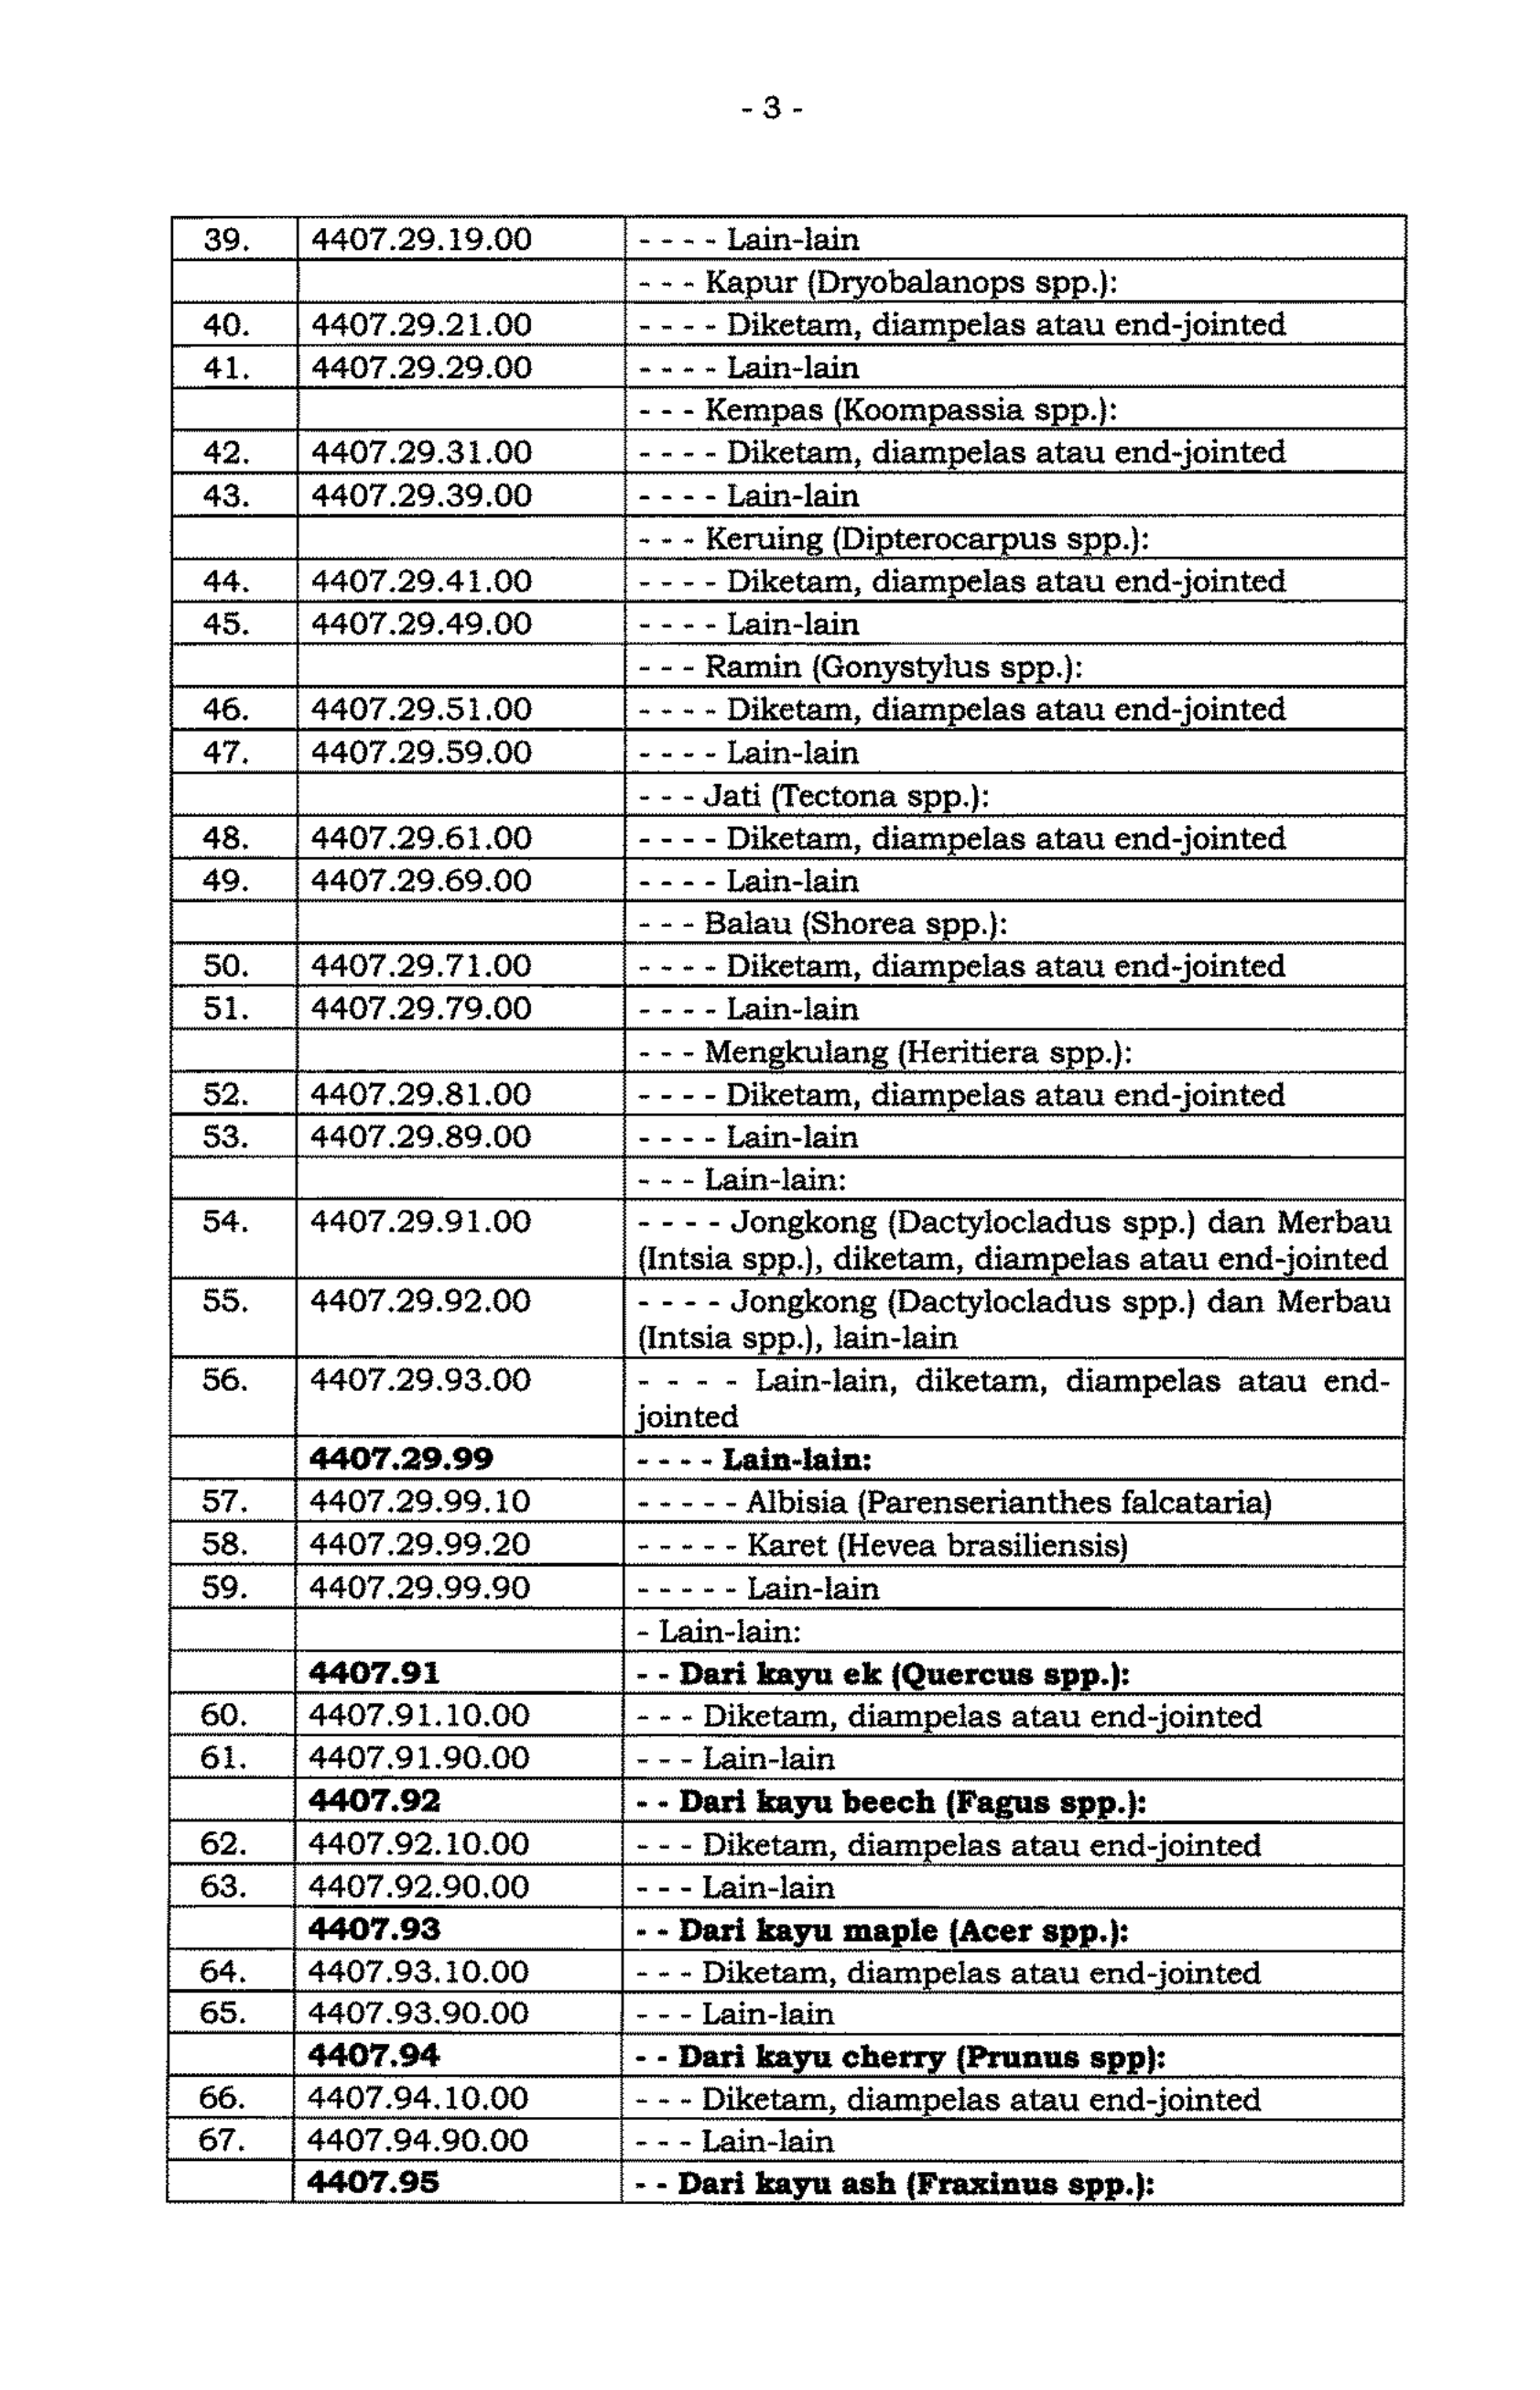 - 3 -
39. 4407.29.19.00 - - - - Lain-lain
- - - Kapur (Dryobalanops spp.):
40. 4407.29.21.00 - - - - Diketam, diampelas atau end-jointed
41. 4407.29.29.00 - - - - Lain-lain
- - - Kempas (Koompassia spp.):
42. 4407.29.31.00 - - - - Diketam, diampelas atau end-jointed
43. 4407.29.39.00 - - - - Lain-lain
- - - Keruing (Dipterocarpus spp.):
44. 4407.29.41.00 - - - - Diketam, diampelas atau end-jointed
45. 4407.29.49.00 - - - - Lain-lain
- - - Ramin (Gonystylus spp.):
46. 4407.29.51.00 - - - - Diketam, diampelas atau end-jointed
47. 4407.29.59.00 - - - - Lain-lain
- - - Jati (Tectona spp.):
48. 4407.29.61.00 - - - - Diketam, diampelas atau end-jointed
49. 4407.29.69.00 - - - - Lain-lain
- - - Balau (Shorea spp.):
50. 4407.29.71.00 - - - - Diketam, diampelas atau end-jointed
51. 4407.29.79.00 - - - - Lain-lain
- - - Mengkulang (Heritiera spp.):
52. 4407.29.81.00 - - - - Diketam, diampelas atau end-jointed
53. 4407.29.89.00 - - - - Lain-lain
- - - Lain-lain:
54. 4407.29.91.00 - - - - Jongkong (Dactylocladus spp.) dan Merbau
(Intsia spp.), diketam, diampelas atau end-jointed
55. 4407.29.92.00 - - - - Jongkong (Dactylocladus spp.) dan Merbau
(Intsia spp.), lain-lain
56. 4407.29.93.00 - - - - Lain-lain, diketam, diampelas atau end-
jointed
4407.29.99 - - - - Lain-lain:
57. 4407.29.99.10 - - - - - Albisia (Parenserianthes falcataria)
58. 4407.29.99.20 - - - - - Karet (Hevea brasiliensis)
59. 4407.29.99.90 - - - - - Lain-lain
- Lain-lain:
4407.91 - - Dari kayu ek (Quercus spp.):
60. 4407.91.10.00 - - - Diketam, diampelas atau end-jointed
61. 4407.91.90.00 - - - Lain-lain
4407.92 - - Dari kayu beech (Fagus spp.):
62. 4407.92.10.00 - - - Diketam, diampelas atau end-jointed
63. 4407.92.90.00 - - - Lain-lain
4407.93 - - Dari kayu maple (Acer spp.):
64. 4407.93.10.00 - - - Diketam, diampelas atau end-jointed
65. 4407.93.90.00 - - - Lain-lain
4407.94 - - Dari kayu cherry (Prunus spp):
66. 4407.94.10.00 - - - Diketam, diampelas atau end-jointed
67. 4407.94.90.00 - - - Lain-lain
4407.95 - - Dari kayu ash (Fraxinus spp.):